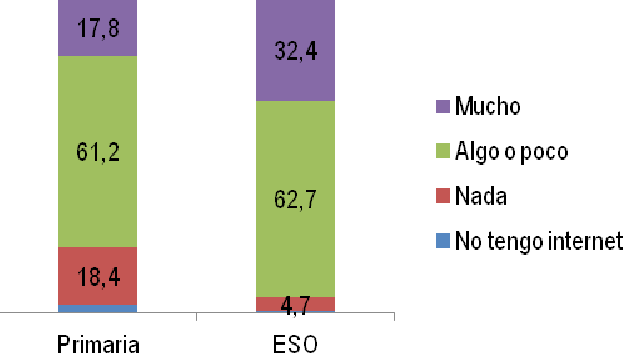 17,8
32,4
61,2
62,7
18,4
4,7
Primaria
ESO
Mucho
Algo o poco
Nada
No tengo internet